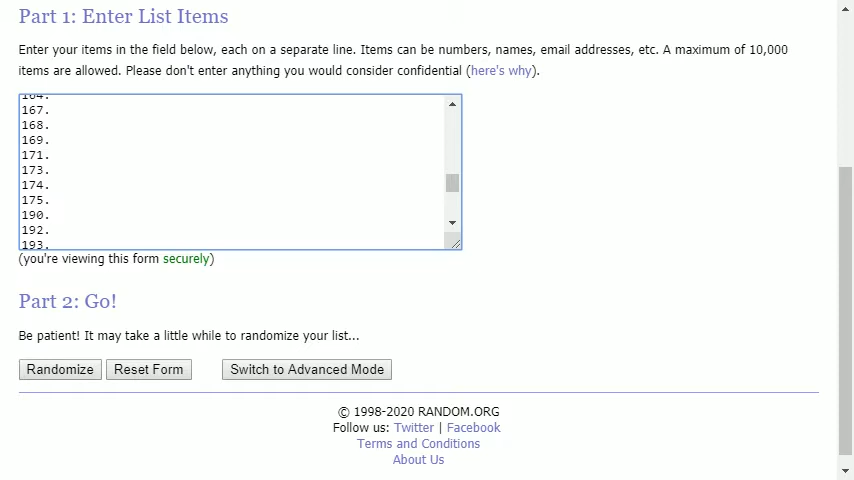 Part 1: Enter List Items
Enter your items in the field below, each on a separate line. Items can be numbers, names, email addresses, etc. A maximum of 10,000
items are allowed. Please don't enter anything you would consider confidential (here's why).
164.
167.
168.
169.
171.
173.
174.
175.
190.
192.
193.
(you're viewing this form securely)
Part 2: Go!
Be patient! It may take a little while to randomize your list...
Randomize Reset Form Switch to Advanced Mode
© 1998-2020 RANDOM.ORG
Follow us: Twitter | Facebook
Terms and Conditions
About Us